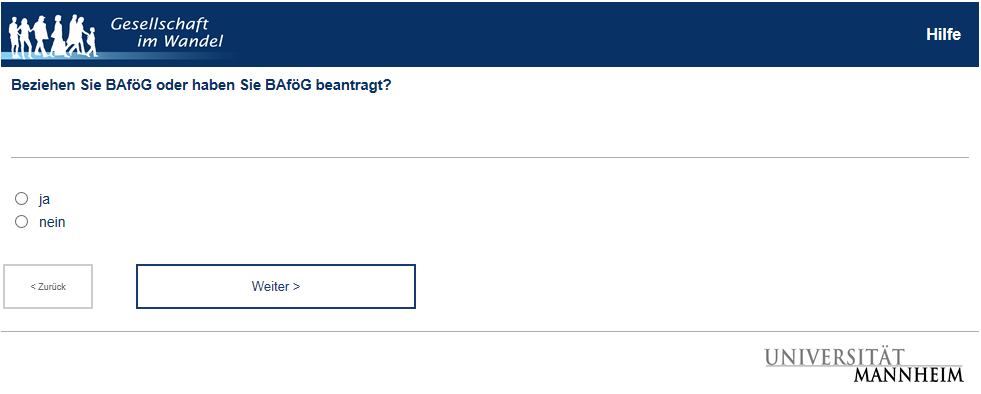 Gesellschaft
im Wandel
Hilfe
Beziehen Sie BAföG oder haben Sie BAföG beantragt?
ja
nein
< Zurück
Weiter >
UNIVERSITÄT
MANNHEIM